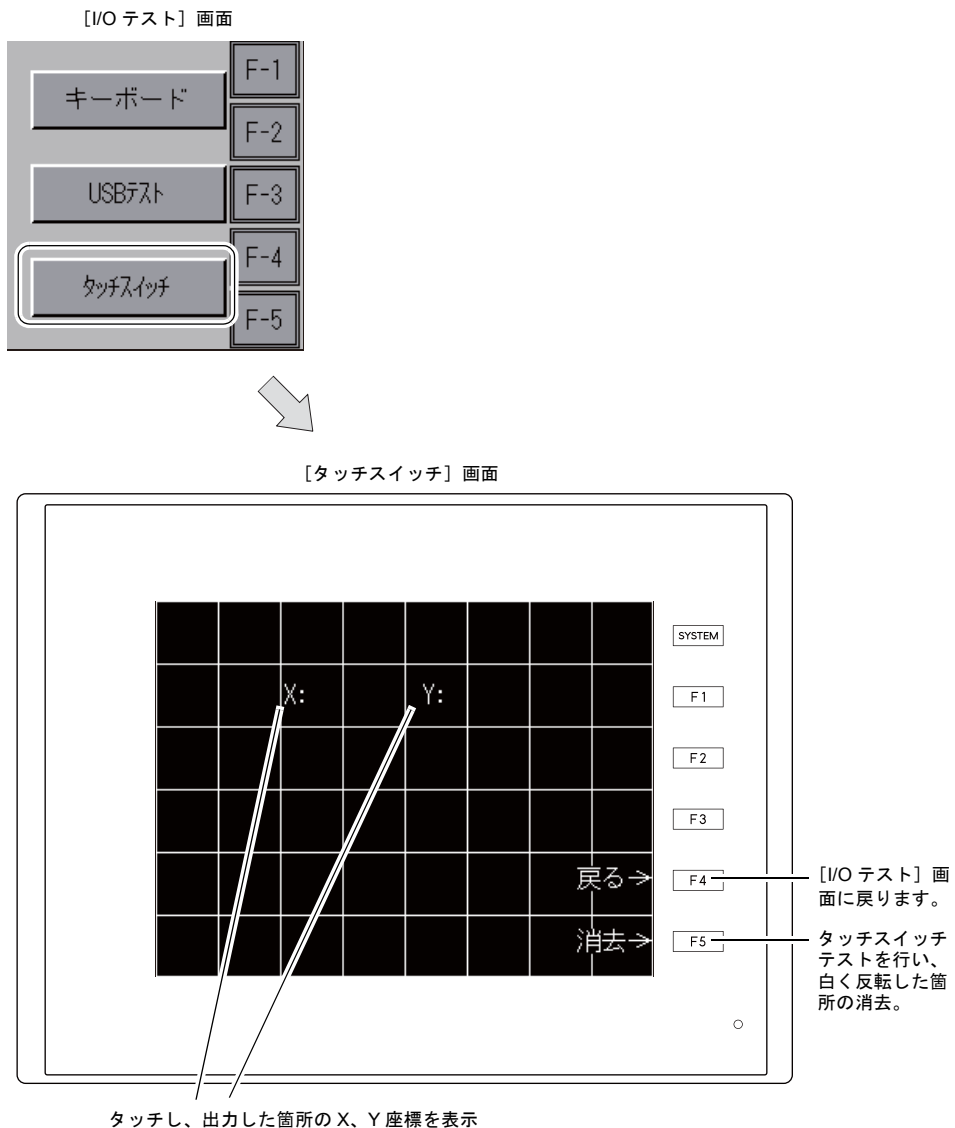 ［I/O テスト］画面
F-1
キーボード
F-2
USBﾃｽﾄ
F-3
F-4
ﾀｯﾁｽｲｯﾁ
F-5
［タッチスイッチ］画面
SYSTEM
X: Y:
F1
F2
F3
戻る→
F4
［I/O テスト］画
面に戻ります。
消去→
F5
タッチスイッチ
テストを行い、
白く反転した箇
所の消去。
タッチし、出力した箇所の X、Y 座標を表示